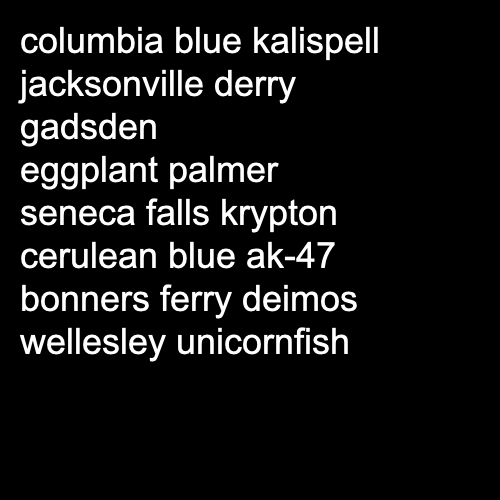 columbia blue kalispell
jacksonville derry
gadsden
eggplant palmer
seneca falls krypton
cerulean blue ak-47
bonners ferry deimos
wellesley unicornfish